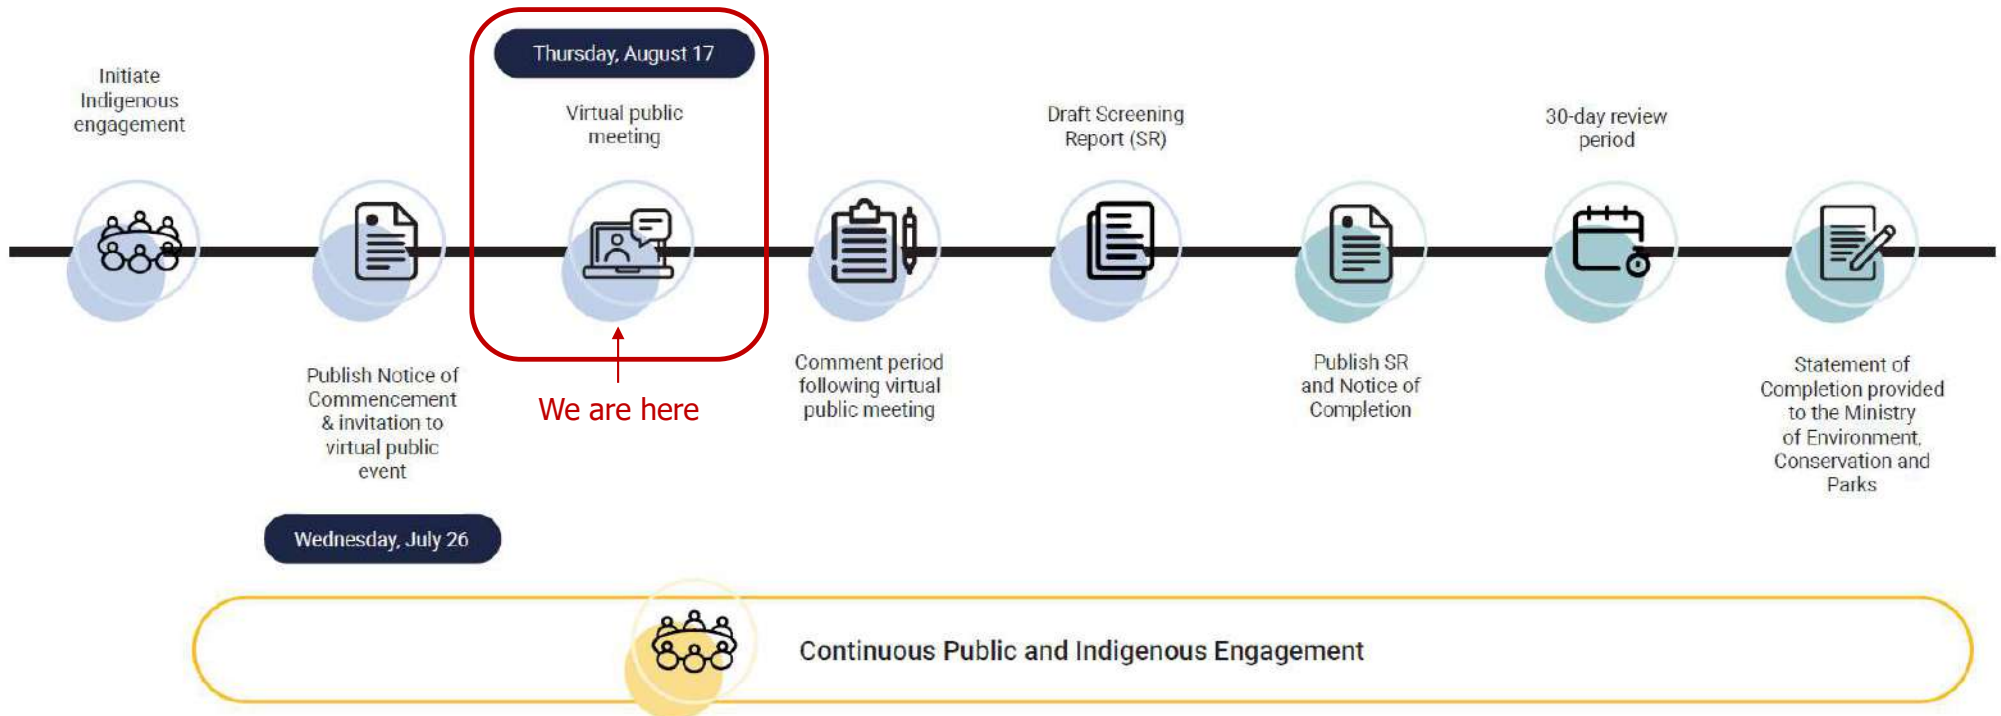 Initiate
Indigenous
engagement
Publish Notice of
Commencement
& invitation to
virtual public
event
Wednesday, July 26
Thursday, August 17
Virtual public
meeting
We are here
Comment period
following virtual
public meeting
Draft Screening
Report (SR)
Publish SR
and Notice of
Completion
30-day review
period
Statement of
Completion provided
to the Ministry
of Environment,
Conservation and
Parks
Continuous Public and Indigenous Engagement